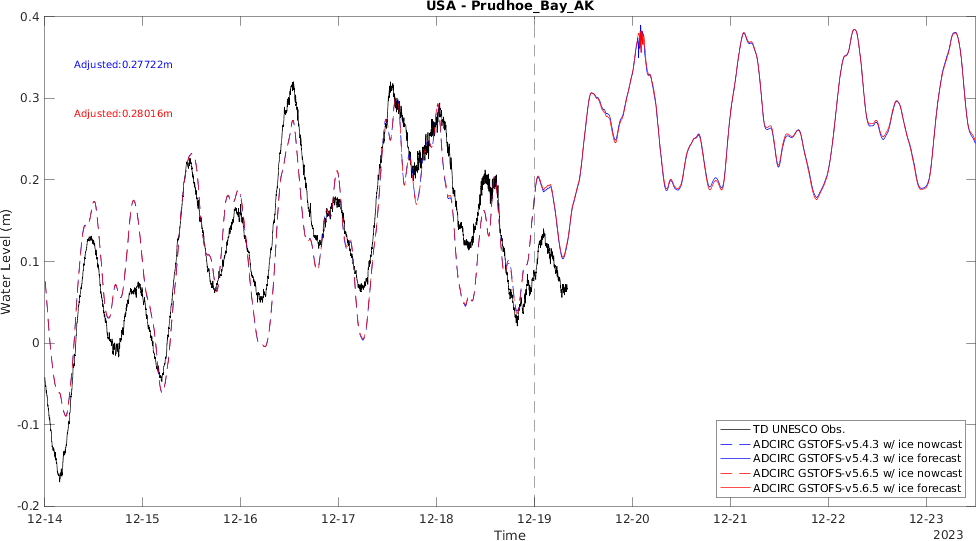 USA - Prudhoe_Bay_AK
0.4
Adjusted:0.27722m
0.3
Adjusted:0.28016m
0.2
0.1
0
-0.1
-0.2
Water Level (m)
TD UNESCO Obs.
ADCIRC GSTOFS-v5.4.3 w/ ice nowcast
ADCIRC GSTOFS-v5.4.3 w/ ice forecast
ADCIRC GSTOFS-v5.6.5 w/ ice nowcast
ADCIRC GSTOFS-v5.6.5 w/ ice forecast
12-14 12-15 12-16 12-17 12-18 12-19 12-20 12-21 12-22 12-23
Time
2023